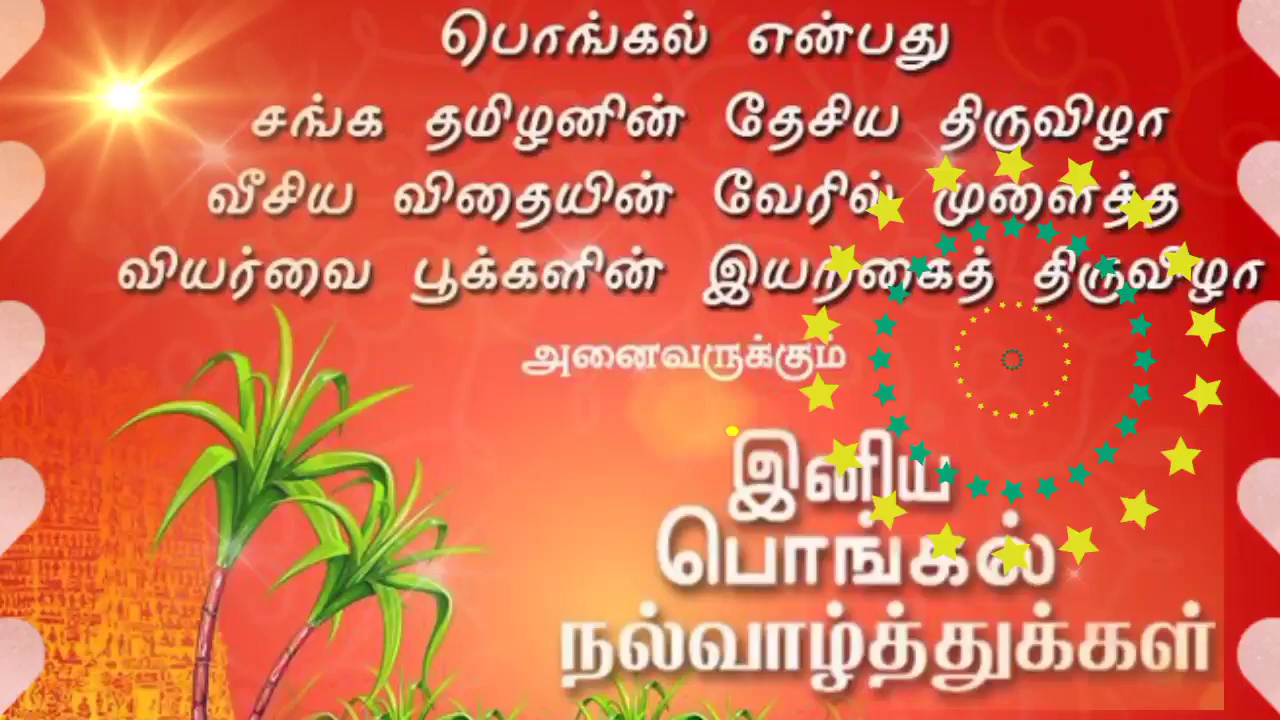 பொங்கல் என்பது
சங்க தமிழனின் தேசிய திருவிழா
வீசிய விதையின் வேரில் முளைத்த
வியர்வை பூக்களின் இயற்கைத் திருவிழா
அனைவருக்கும்
இனிய
பொங்கல்
நல்வாழ்த்துக்கள்